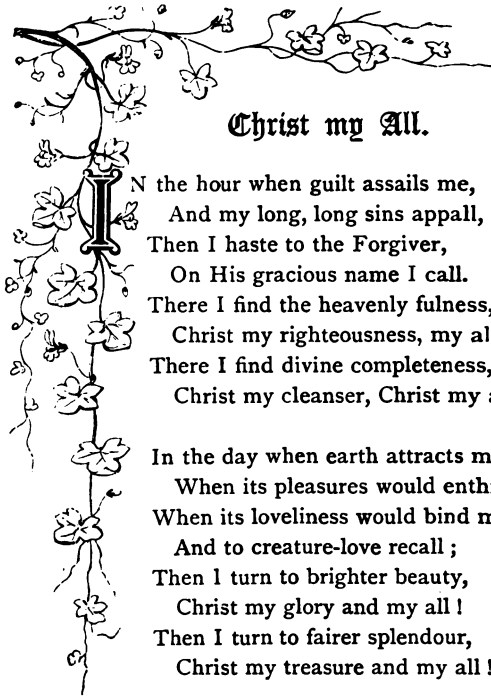 Christ my All.
IN the hour when guilt assails me,
And my long, long sins appall,
Then I haste to the Forgiver,
On His gracious name I call.
There I find the heavenly fulness,
Christ my righteousness, my
There I find divine completeness,
Christ my cleanser, Christ my
In the day when earth attracts
When its pleasures would
When its loveliness would bind
And to creature-love recall ;
Then I turn to brighter beauty,
Christ my glory and my all !
Then I turn to fairer splendour,
Christ my treasure and my all !